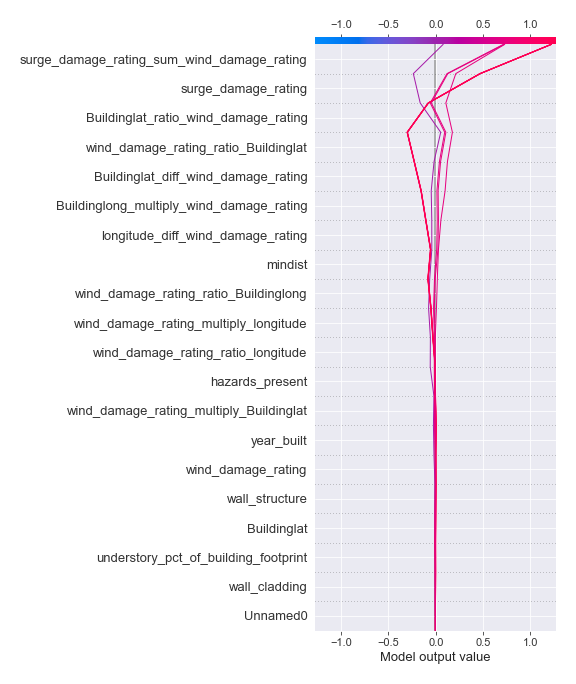 −1.0 −0.5 0.0 0.5 1.0
surge_damage_rating_sum_wind_damage_rating
surge_damage_rating
Buildinglat_ratio_wind_damage_rating
wind_damage_rating_ratio_Buildinglat
Buildinglat_diff_wind_damage_rating
Buildinglong_multiply_wind_damage_rating
longitude_diff_wind_damage_rating
mindist
wind_damage_rating_ratio_Buildinglong
wind_damage_rating_multiply_longitude
wind_damage_rating_ratio_longitude
hazards_present
wind_damage_rating_multiply_Buildinglat
year_built
wind_damage_rating
wall_structure
Buildinglat
understory_pct_of_building_footprint
wall_cladding
Unnamed0
−1.0 −0.5 0.0 0.5 1.0
Model output value